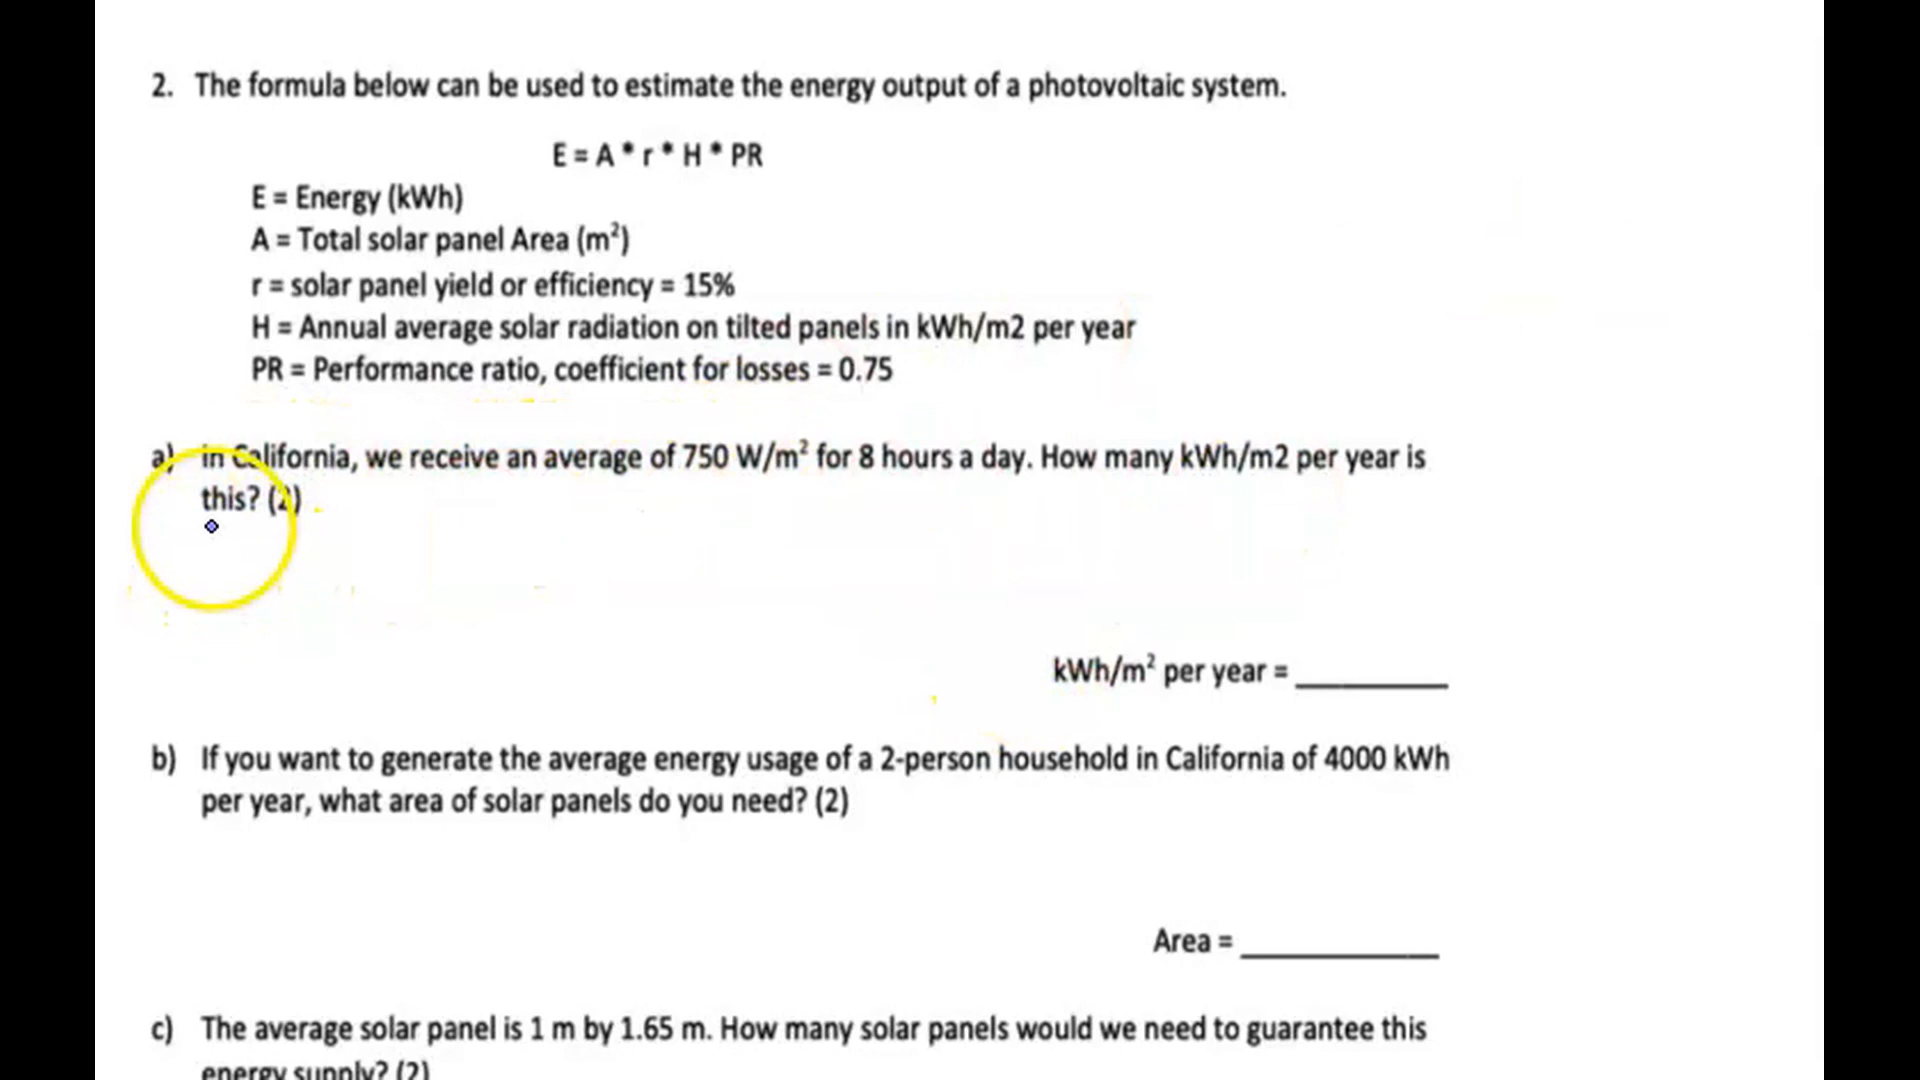 2. The formula below can be used to estimate the energy output of a photovoltaic system.
E = A * r * H * PR
E = Energy (kWh)
A = Total solar panel Area (m²)
r = solar panel yield or efficiency = 15%
H = Annual average solar radiation on tilted panels in kWh/m2 per year
PR = Performance ratio, coefficient for losses = 0.75
a) In California, we receive an average of 750 W/m² for 8 hours a day. How many kWh/m2 per year is
this? (2)
kWh/m² per year = ________
b) If you want to generate the average energy usage of a 2-person household in California of 4000 kWh
per year, what area of solar panels do you need? (2)
Area = ___________
c) The average solar panel is 1 m by 1.65 m. How many solar panels would we need to guarantee this
energy supply? (2)